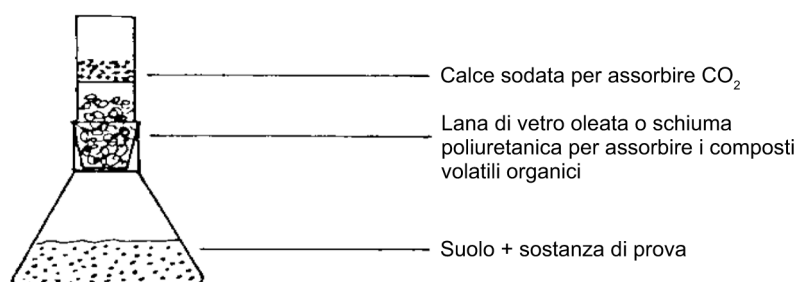 Calce sodata per assorbire CO₂
Lana di vetro oleata o schiuma
poliuretanica per assorbire i composti
volatili organici
Suolo + sostanza di prova